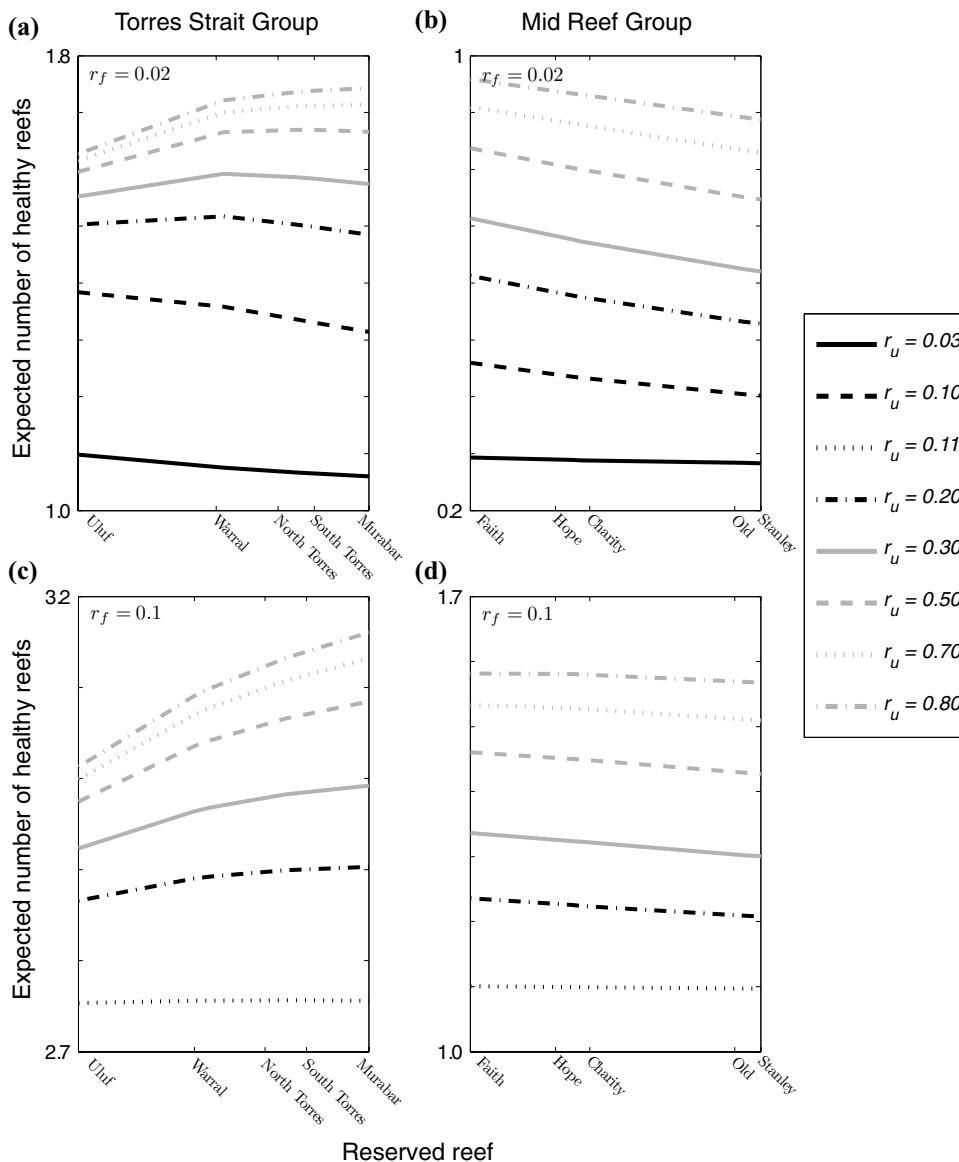 Torres Strait Group
Mid Reef Group
(a)
1.8
r_f = 0.02
Expected number of healthy reefs
1.0
Uluf
Warral
North Torres
South Torres
Murabar
(b)
1
r_f = 0.02
0.2
Faith
Hope
Charity
Old
Stanley
(c)
3.2
r_f = 0.1
Expected number of healthy reefs
2.7
Uluf
Warral
North Torres
South Torres
Murabar
(d)
1.7
r_f = 0.1
1.0
Faith
Hope
Charity
Old
Stanley
r_u = 0.03
r_u = 0.10
r_u = 0.11
r_u = 0.20
r_u = 0.30
r_u = 0.50
r_u = 0.70
r_u = 0.80
Reserved reef